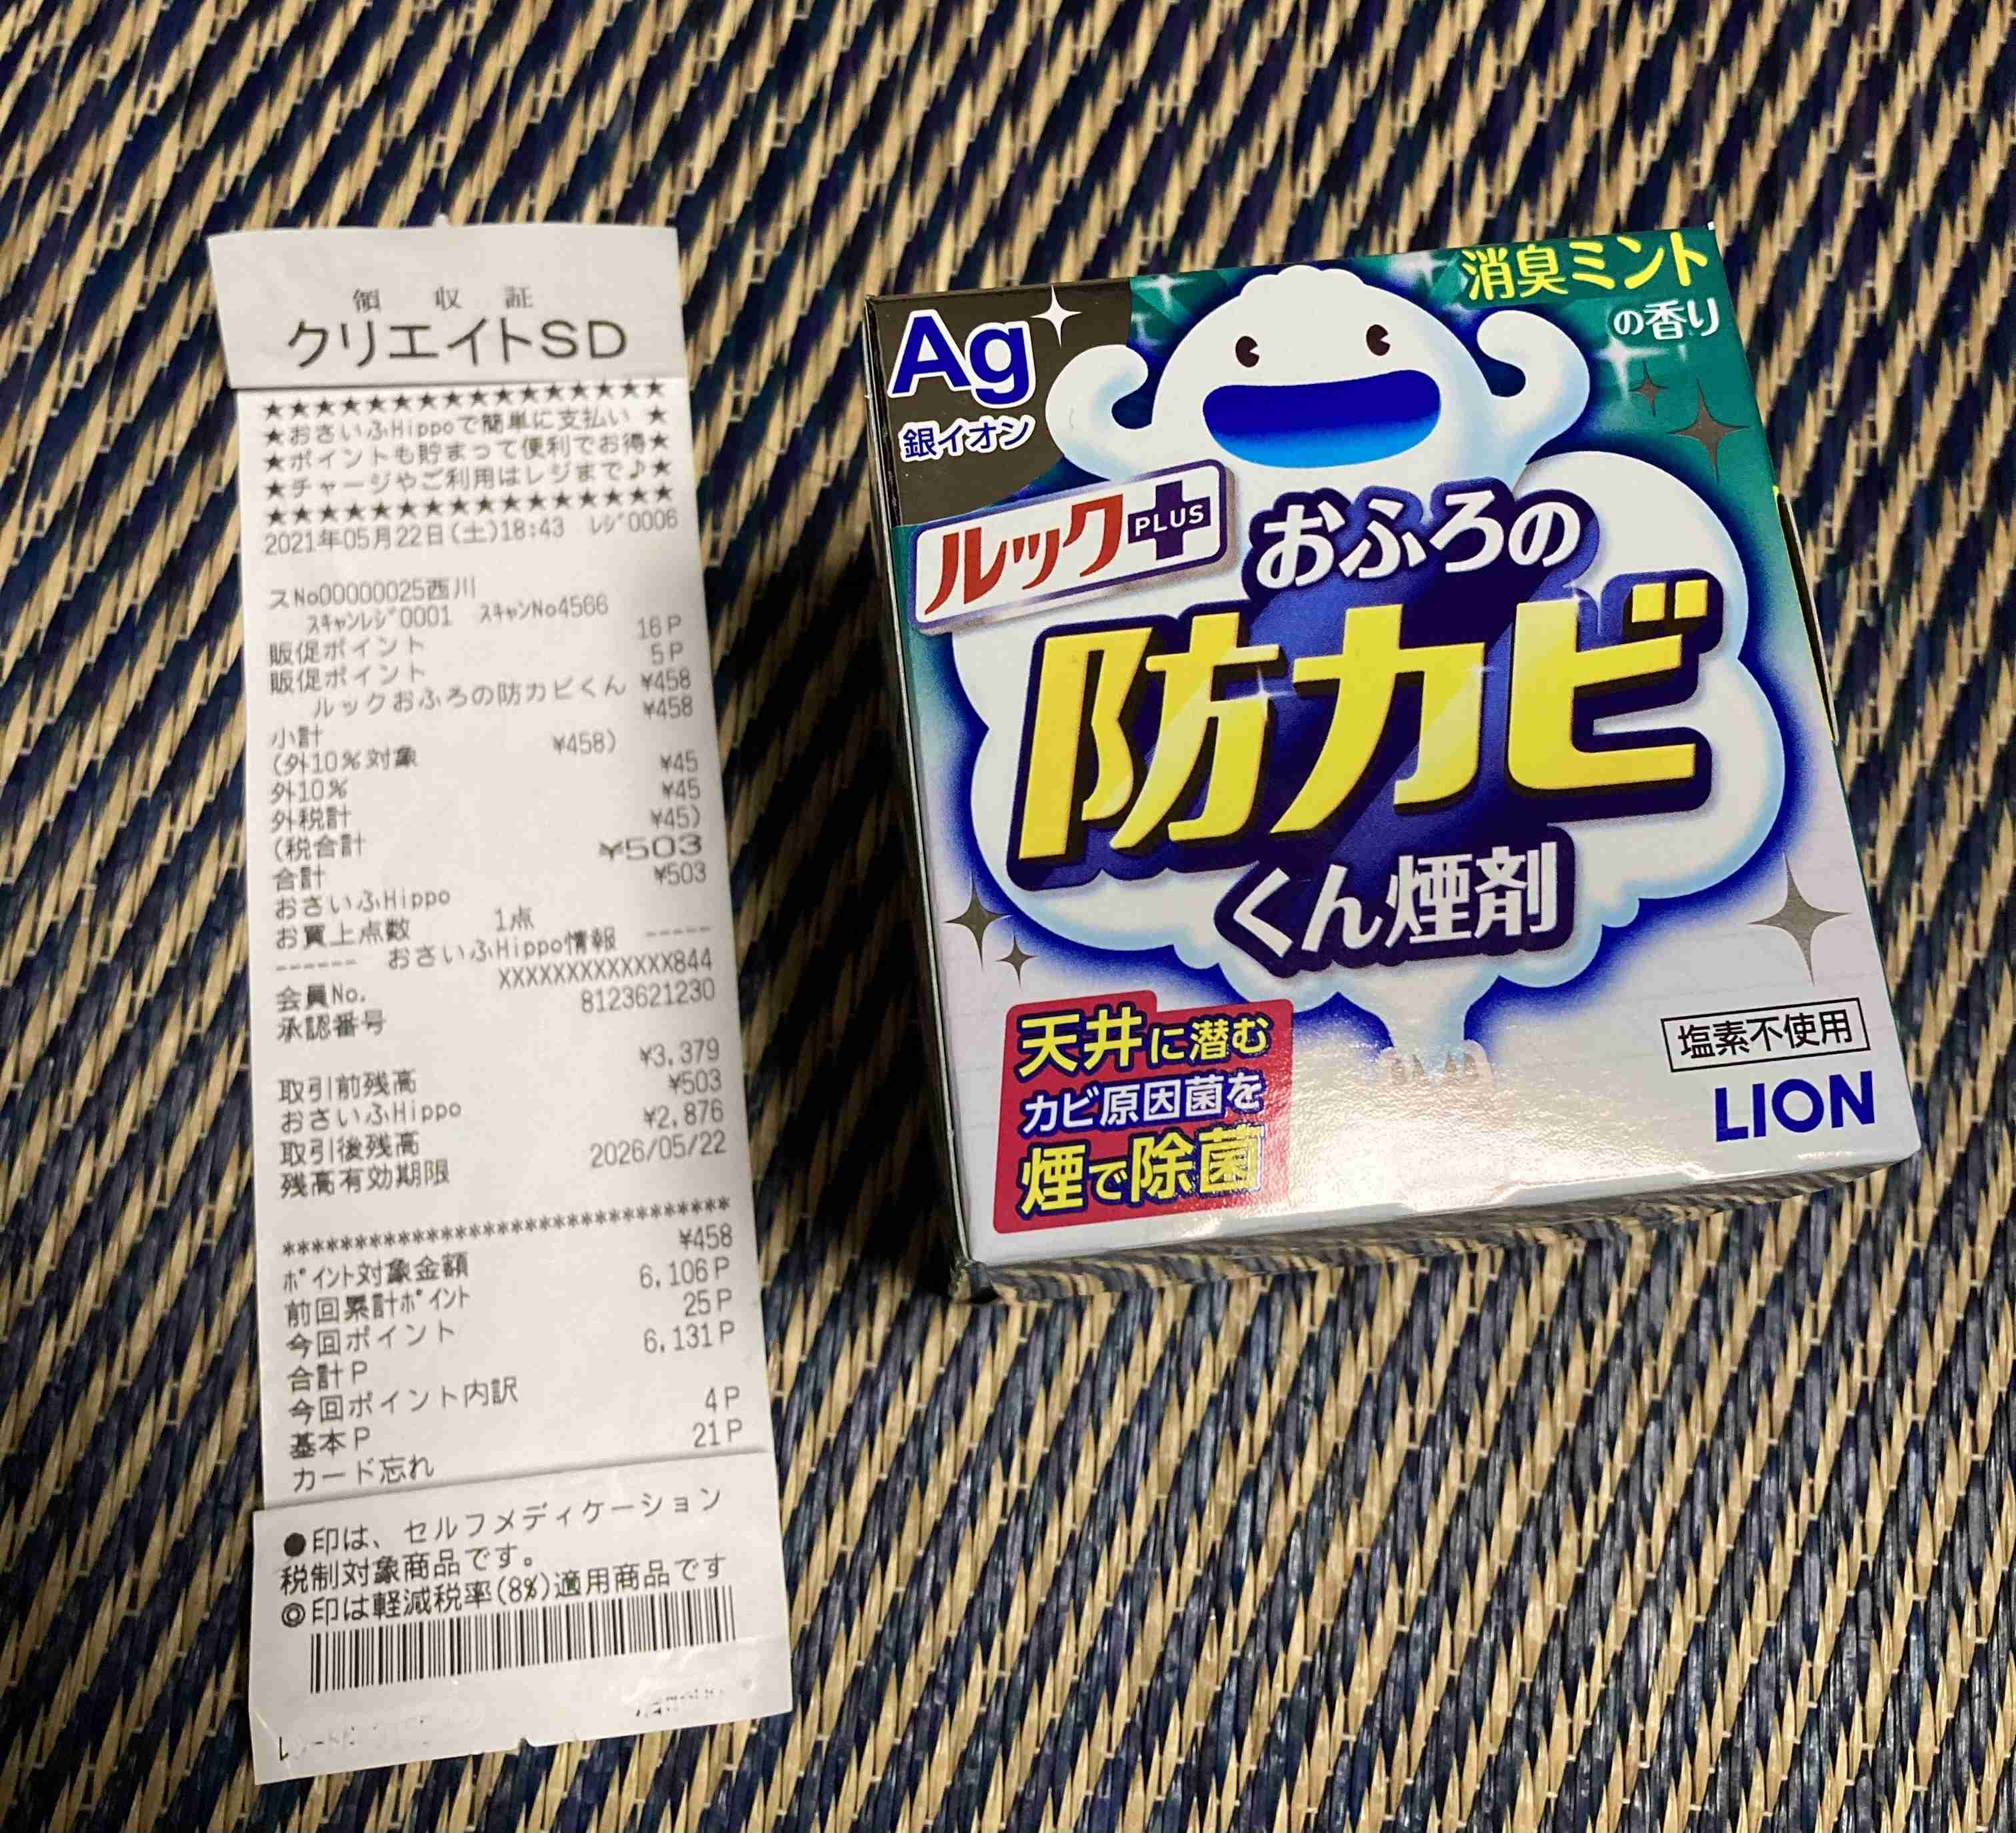 領 収 証
クリエイトSD
★★★★★★★★★★★★★★★★
★おさいふHippoで簡単に支払い ★
★ポイントも貯まって便利でお得★
★チャージやご利用はレジまで♪★
★★★★★★★★★★★★★★★★
2021年05月22日(土)18:43 ﾚｼﾞ0006
スNo00000025西川
ｽｷｬﾝﾚｼﾞ0001 ｽｷｬﾝNo4566
販促ポイント 16P
販促ポイント 5P
ルックおふろの防カビくん ¥458
小計 ¥458
(外10%対象 ¥458)
外10% ¥45
外税計 ¥45
(税合計 ¥45)
合計 ¥503
おさいふHippo ¥503
お買上点数 1点
------ おさいふHippo情報 -----
会員No. XXXXXXXXXXXXX844
承認番号 8123621230
取引前残高 ¥3,379
おさいふHippo ¥503
取引後残高 ¥2,876
残高有効期限 2026/05/22
******************************
ﾎﾟｲﾝﾄ対象金額 ¥458
前回累計ﾎﾟｲﾝﾄ 6,106P
今回ポイント 25P
合計P 6,131P
今回ポイント内訳
基本P 4P
カード忘れ 21P
●印は、セルフメディケーション
税制対象商品です。
◎印は軽減税率(8%)適用商品です
消臭ミント
の香り
Ag
銀イオン
ルック PLUS
おふろの
防カビ
くん煙剤
天井に潜む
カビ原因菌を
煙で除菌
塩素不使用
LION